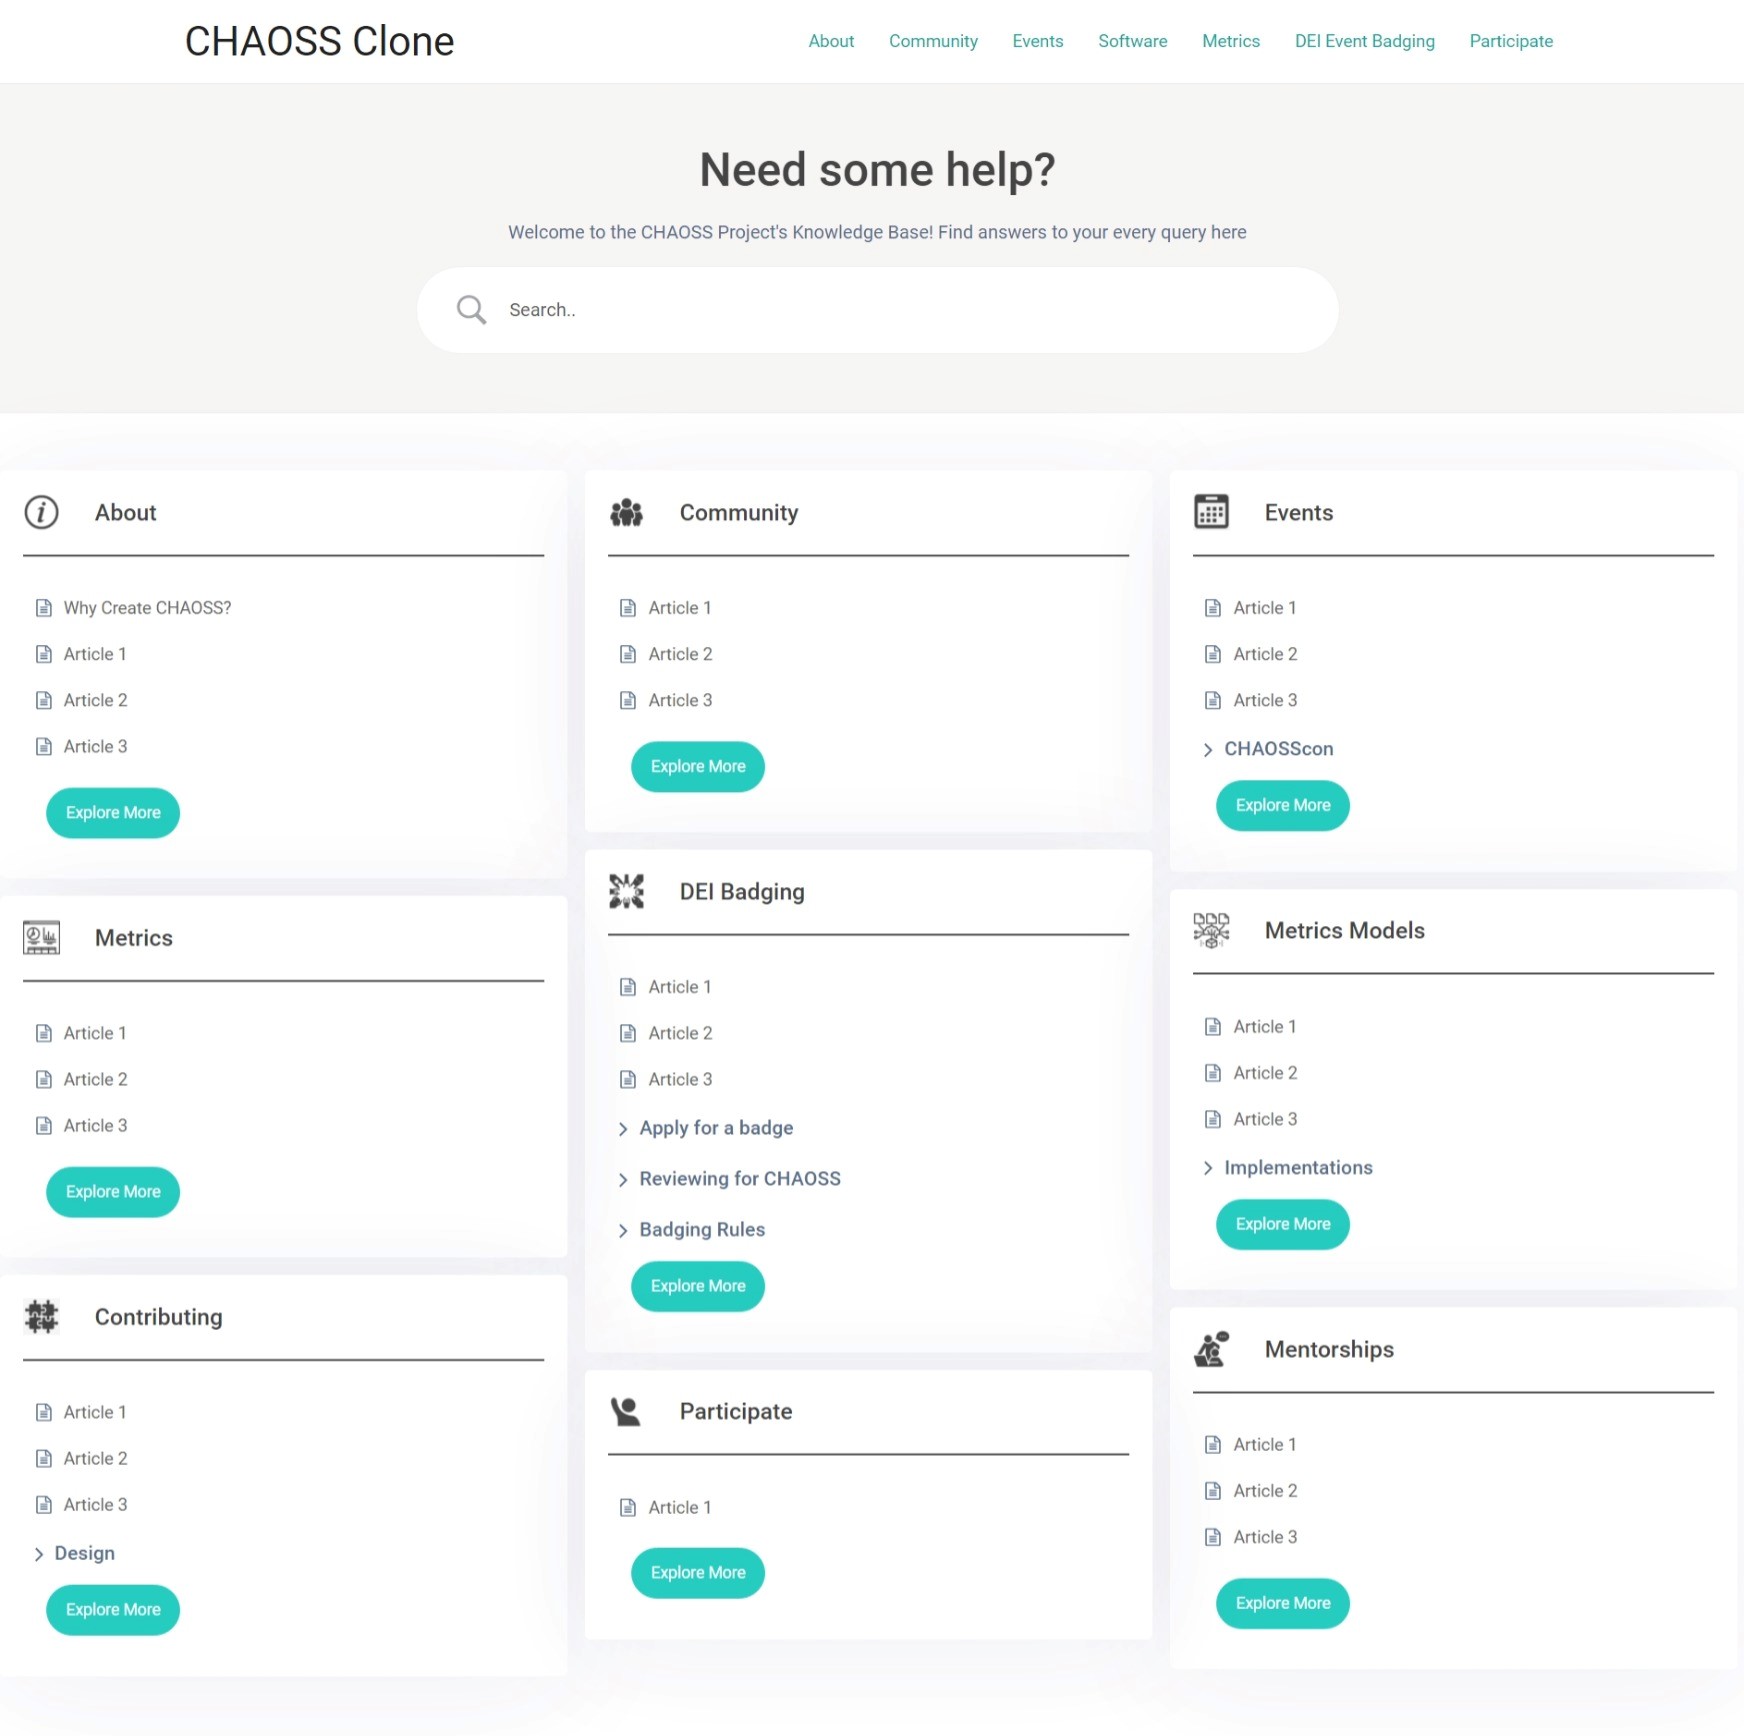 CHAOSS Clone
About Community Events Software Metrics DEI Event Badging Participate
Need some help?
Welcome to the CHAOSS Project's Knowledge Base! Find answers to your every query here
Search..
About
Why Create CHAOSS?
Article 1
Article 2
Article 3
Explore More
Metrics
Article 1
Article 2
Article 3
Explore More
Contributing
Article 1
Article 2
Article 3
Design
Explore More
Community
Article 1
Article 2
Article 3
Explore More
DEI Badging
Article 1
Article 2
Article 3
Apply for a badge
Reviewing for CHAOSS
Badging Rules
Explore More
Participate
Article 1
Explore More
Events
Article 1
Article 2
Article 3
CHAOSScon
Explore More
Metrics Models
Article 1
Article 2
Article 3
Implementations
Explore More
Mentorships
Article 1
Article 2
Article 3
Explore More